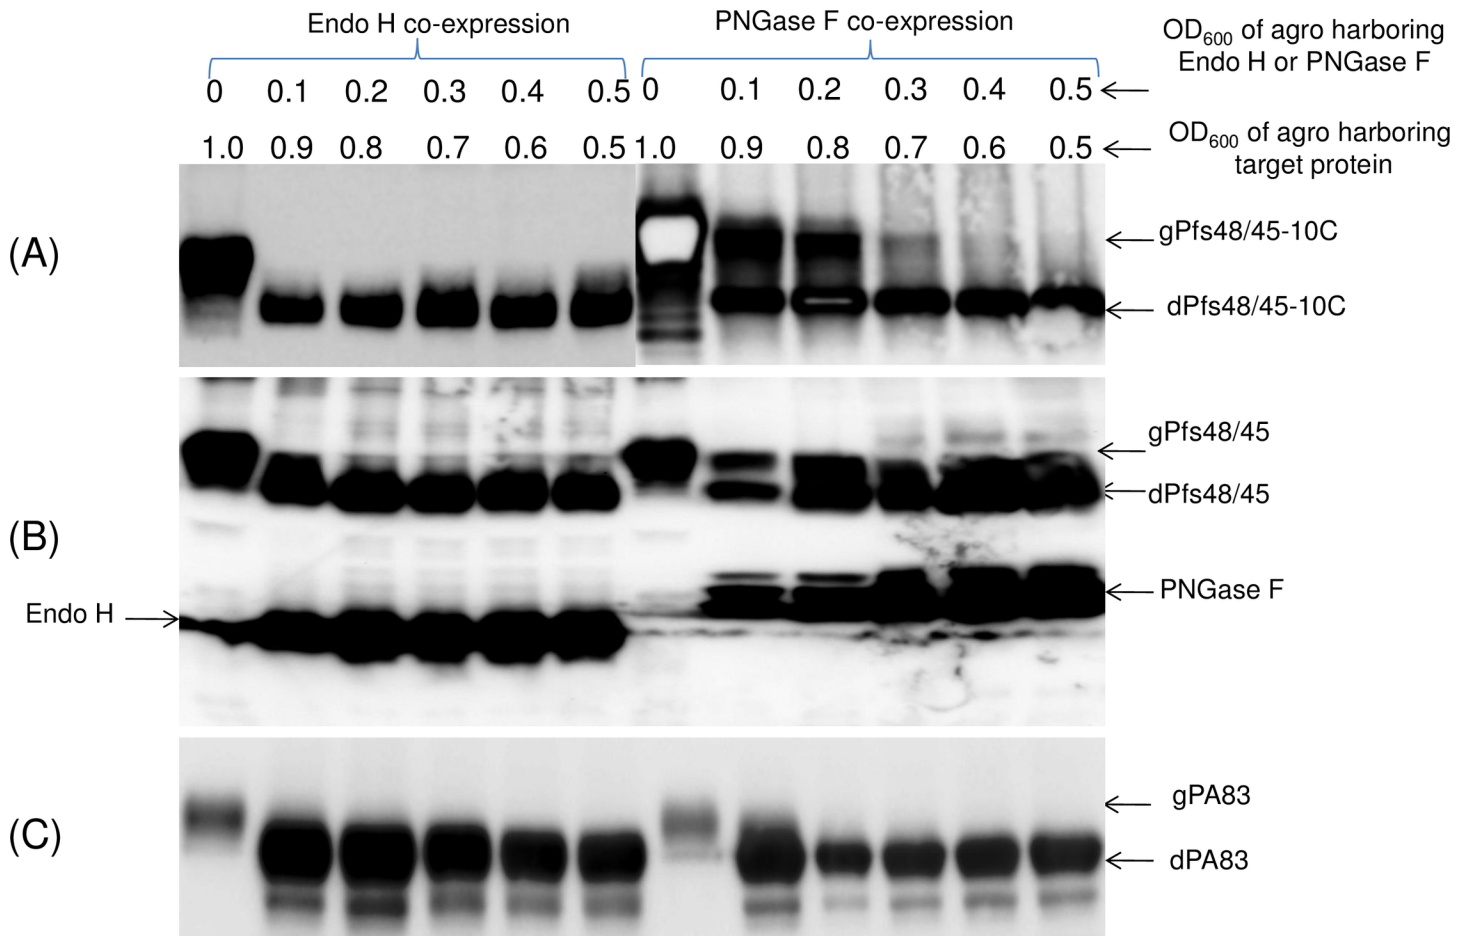 Endo H co-expression
PNGase F co-expression
OD600 of agro harboring
Endo H or PNGase F
0 0.1 0.2 0.3 0.4 0.5 0 0.1 0.2 0.3 0.4 0.5
OD600 of agro harboring
target protein
1.0 0.9 0.8 0.7 0.6 0.5 1.0 0.9 0.8 0.7 0.6 0.5
(A)
gPfs48/45-10C
dPfs48/45-10C
(B)
gPfs48/45
dPfs48/45
PNGase F
Endo H
(C)
gPA83
dPA83